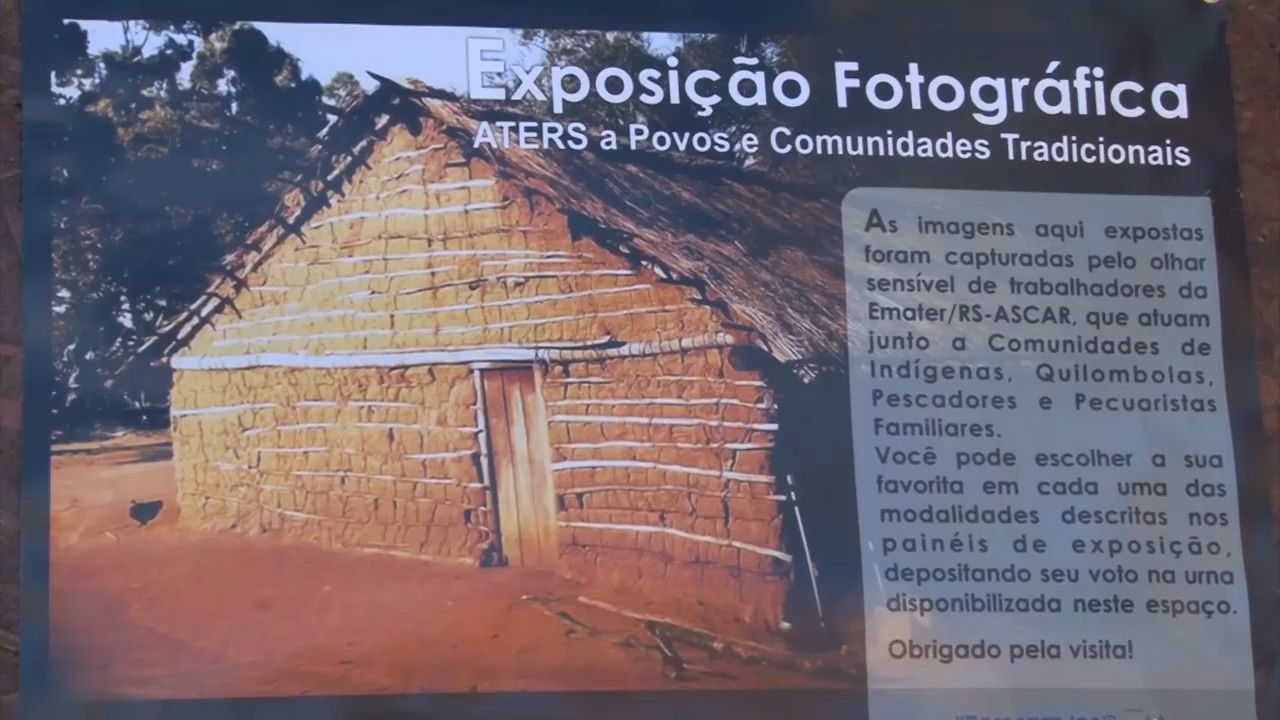 Exposição Fotográfica
ATERS a Povos e Comunidades Tradicionais
As imagens aqui expostas
foram capturadas pelo olhar
sensível de trabalhadores da
Emater/RS-ASCAR, que atuam
junto a Comunidades de
Indígenas, Quilombolas,
Pescadores e Pecuaristas
Familiares.
Você pode escolher a sua
favorita em cada uma das
modalidades descritas nos
painéis de exposição,
depositando seu voto na urna
disponibilizada neste espaço.
Obrigado pela visita!